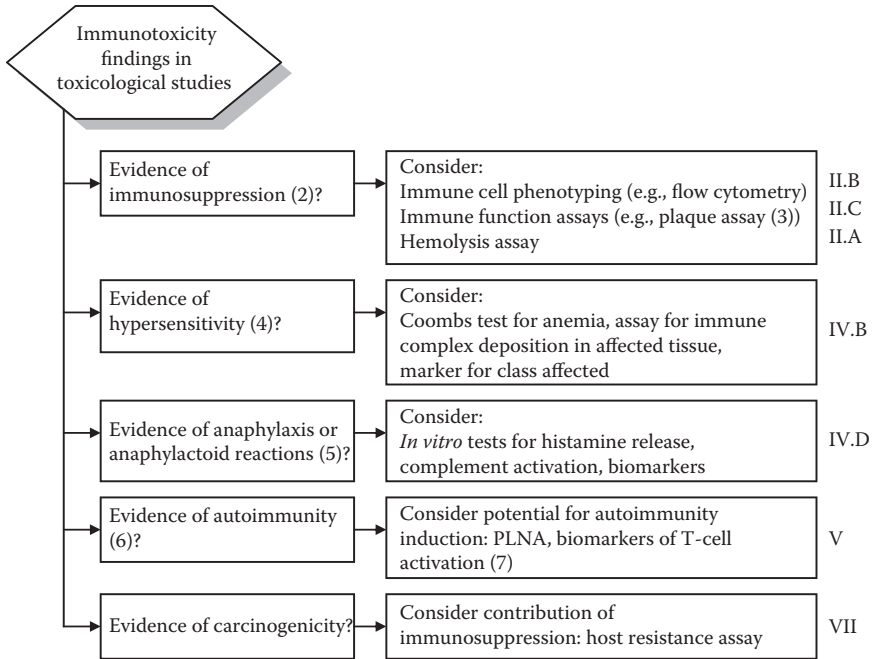 Immunotoxicity
findings in
toxicological studies
Evidence of
immunosuppression (2)?
Consider:
Immune cell phenotyping (e.g., flow cytometry)
Immune function assays (e.g., plaque assay (3))
Hemolysis assay
II.B
II.C
II.A
Evidence of
hypersensitivity (4)?
Consider:
Coombs test for anemia, assay for immune
complex deposition in affected tissue,
marker for class affected
IV.B
Evidence of anaphylaxis or
anaphylactoid reactions (5)?
Consider:
In vitro tests for histamine release,
complement activation, biomarkers
IV.D
Evidence of autoimmunity
(6)?
Consider potential for autoimmunity
induction: PLNA, biomarkers of T-cell
activation (7)
V
Evidence of carcinogenicity?
Consider contribution of
immunosuppression: host resistance assay
VII